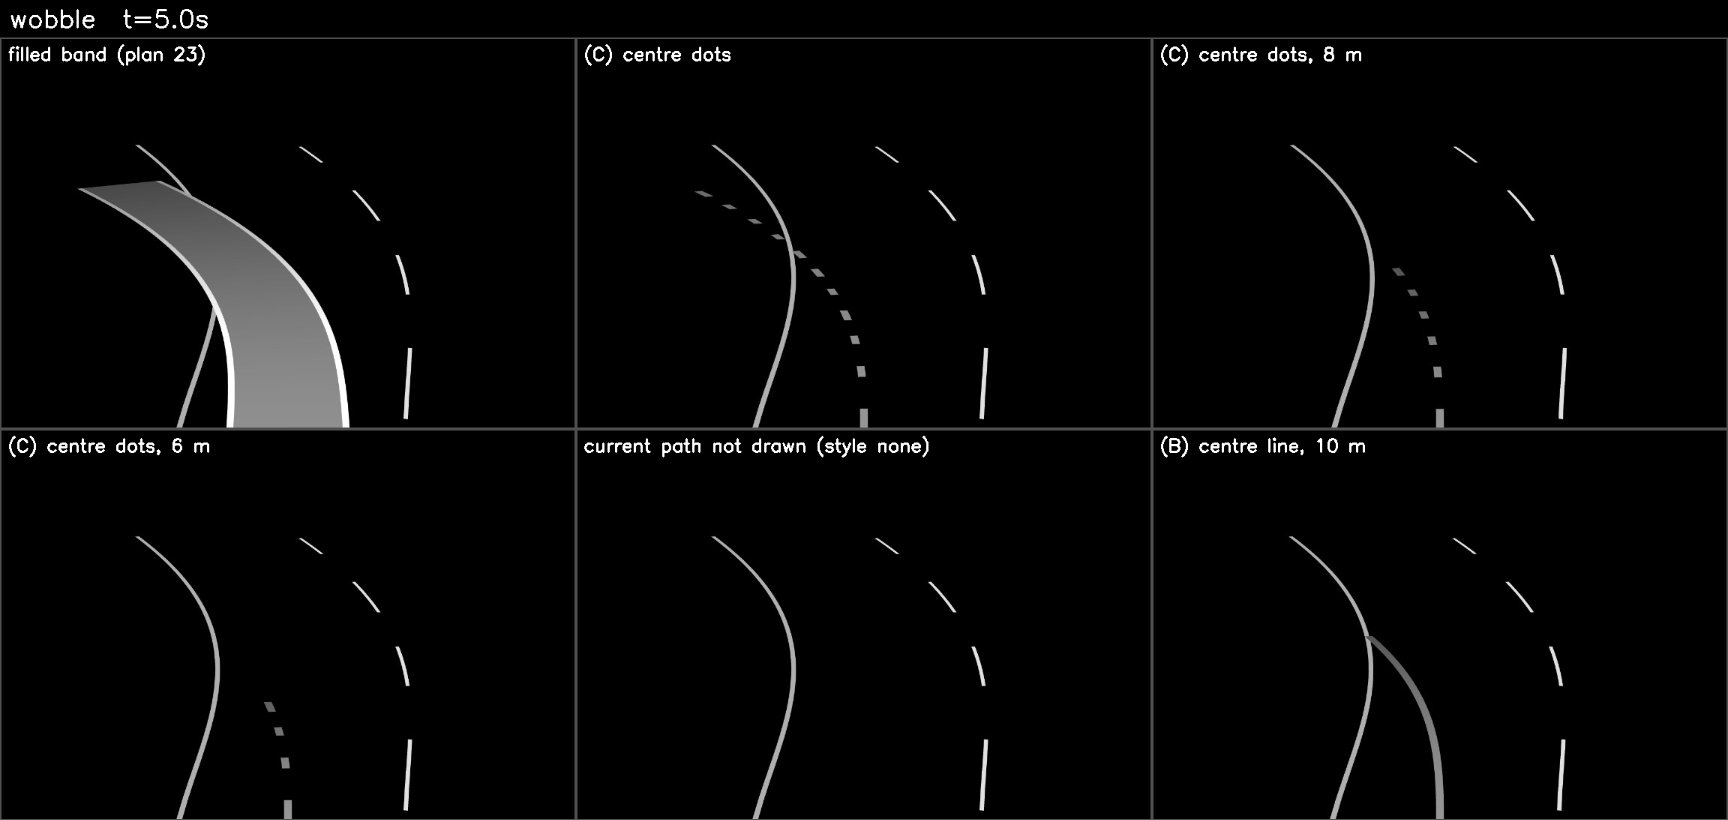 wobble t=5.0s
filled band (plan 23)
(C) centre dots
(C) centre dots, 8 m
(C) centre dots, 6 m
current path not drawn (style none)
(B) centre line, 10 m